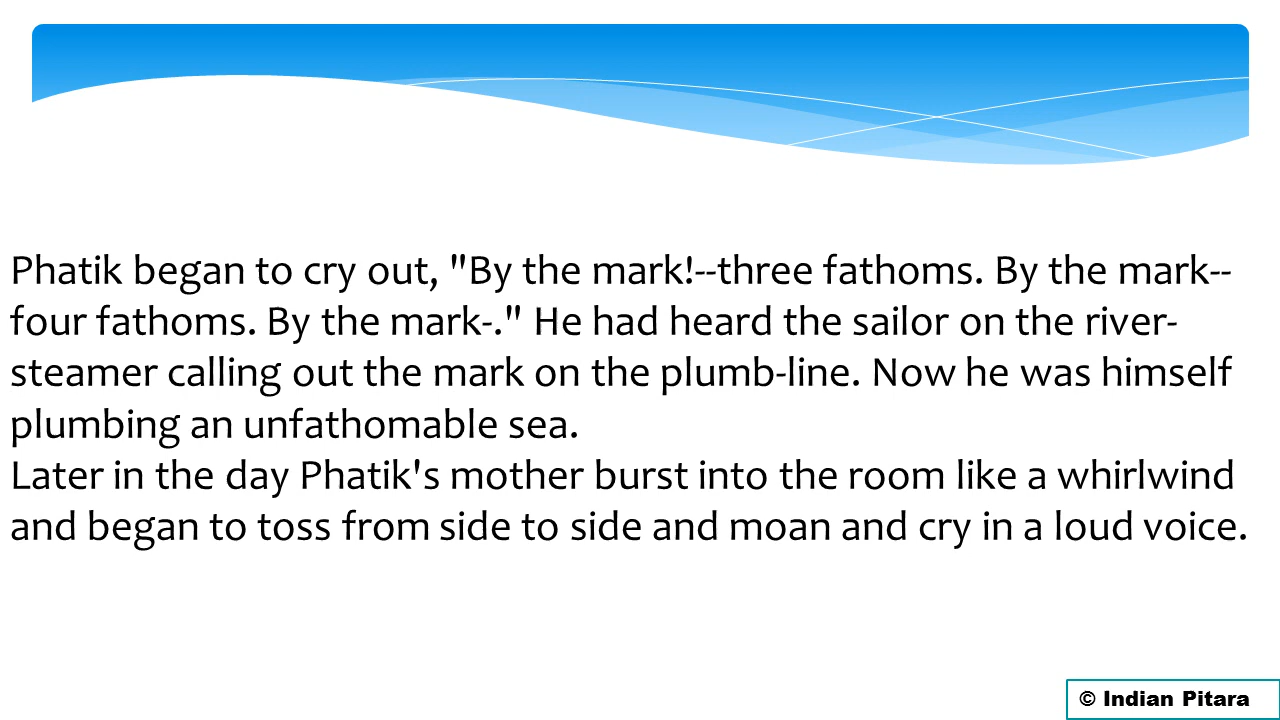 Phatik began to cry out, "By the mark!--three fathoms. By the mark--
four fathoms. By the mark-." He had heard the sailor on the river-
steamer calling out the mark on the plumb-line. Now he was himself
plumbing an unfathomable sea.
Later in the day Phatik's mother burst into the room like a whirlwind
and began to toss from side to side and moan and cry in a loud voice.
© Indian Pitara